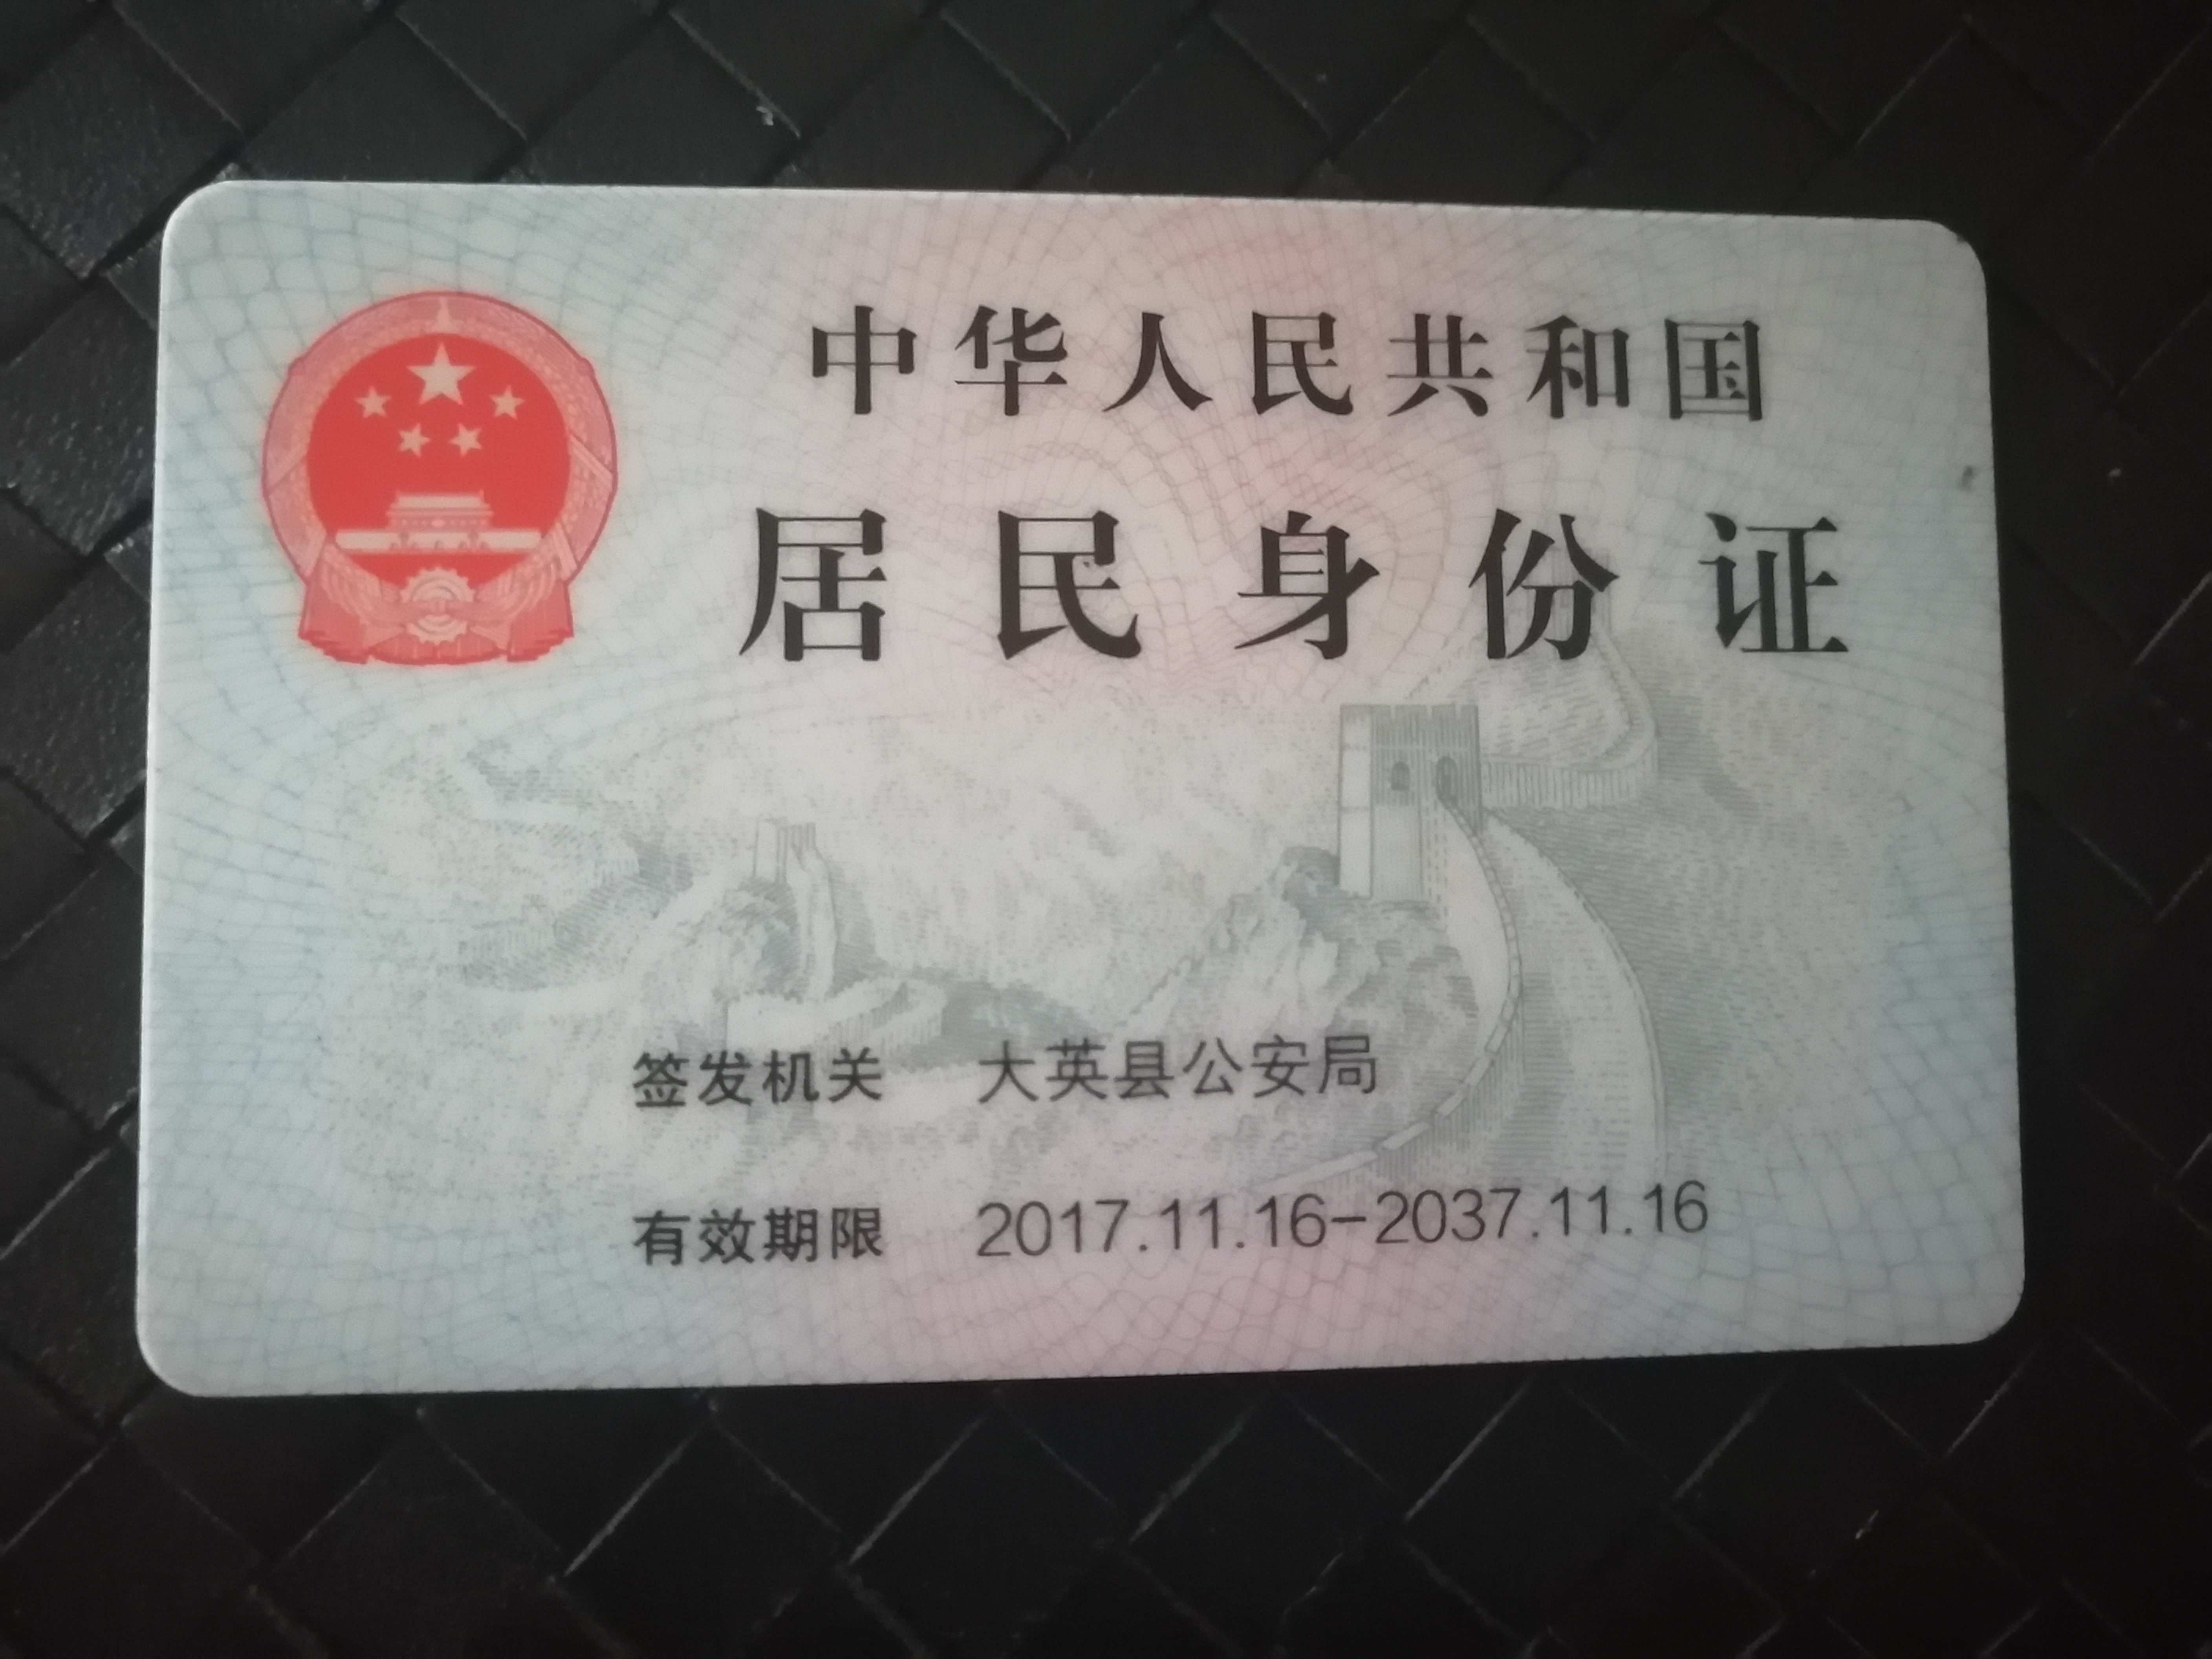 中华人民共和国
居民身份证
签发机关 大英县公安局
有效期限 2017.11.16-2037.11.16